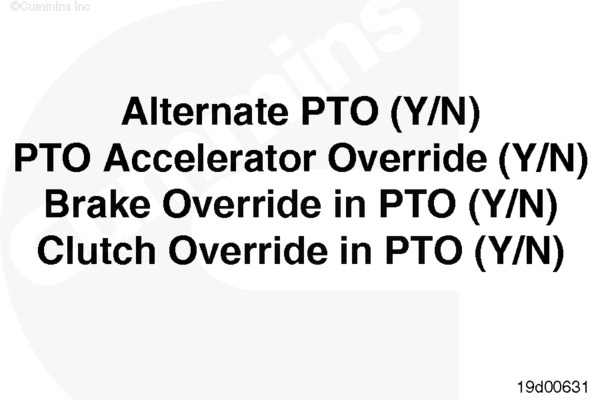 ©Cummins Inc
Cummins
Alternate PTO (Y/N)
PTO Accelerator Override (Y/N)
Brake Override in PTO (Y/N)
Clutch Override in PTO (Y/N)
19d00631